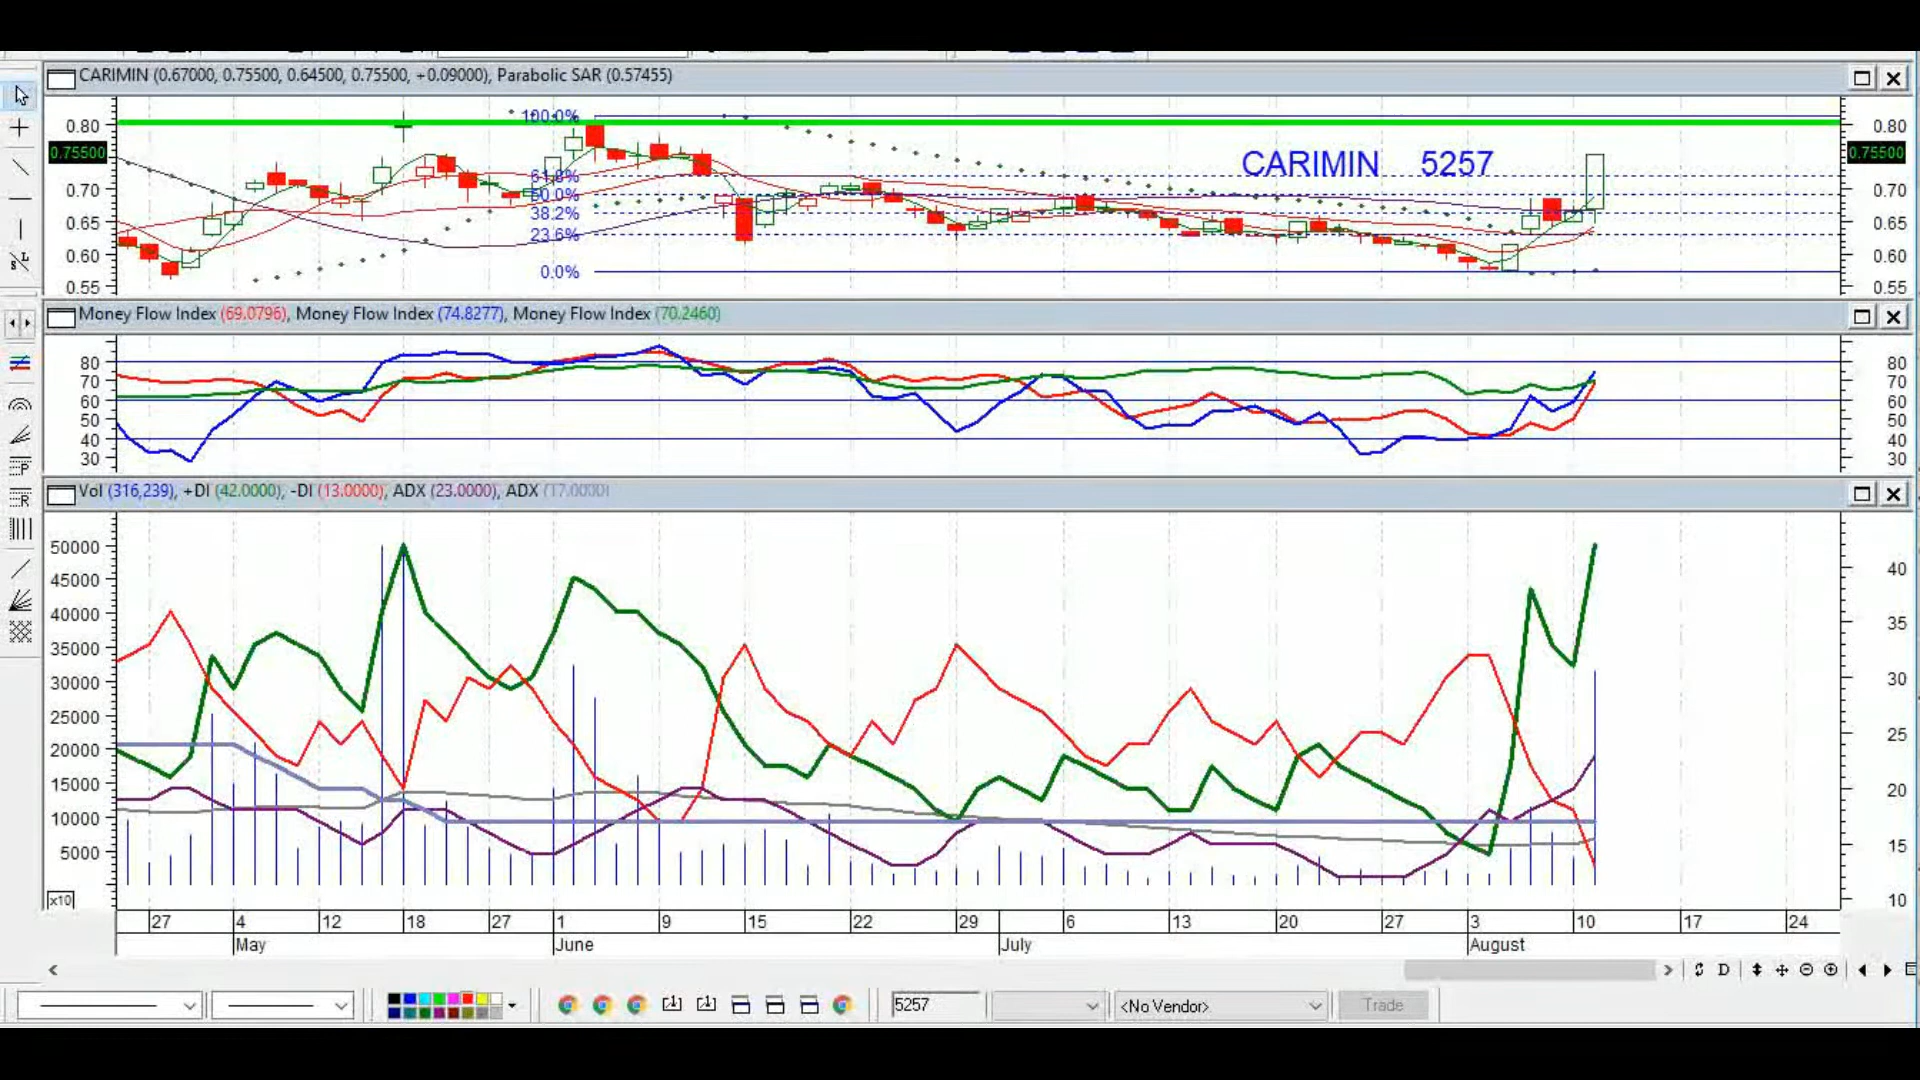 CARIMIN (0.67000, 0.75500, 0.64500, 0.75500, +0.09000), Parabolic SAR (0.57455)
0.80 100.0% 0.80
0.75500 CARIMIN 5257 0.75500
61.8%
0.70 50.0% 0.70
0.65 38.2% 0.65
23.6%
0.60 0.60
0.0%
0.55 0.55
Money Flow Index (69.0796), Money Flow Index (74.8277), Money Flow Index (70.2460)
80 80
70 70
60 60
50 50
40 40
30 30
Vol (316,239), +DI (42.0000), -DI (13.0000), ADX (23.0000), ADX (17.0000)
50000
45000 40
40000
35000 35
30000 30
25000
20000 25
15000 20
10000
5000 15
x10 10
27 4 12 18 27 1 9 15 22 29 6 13 20 27 3 10 17 24
May June July August
D
5257 <No Vendor> Trade